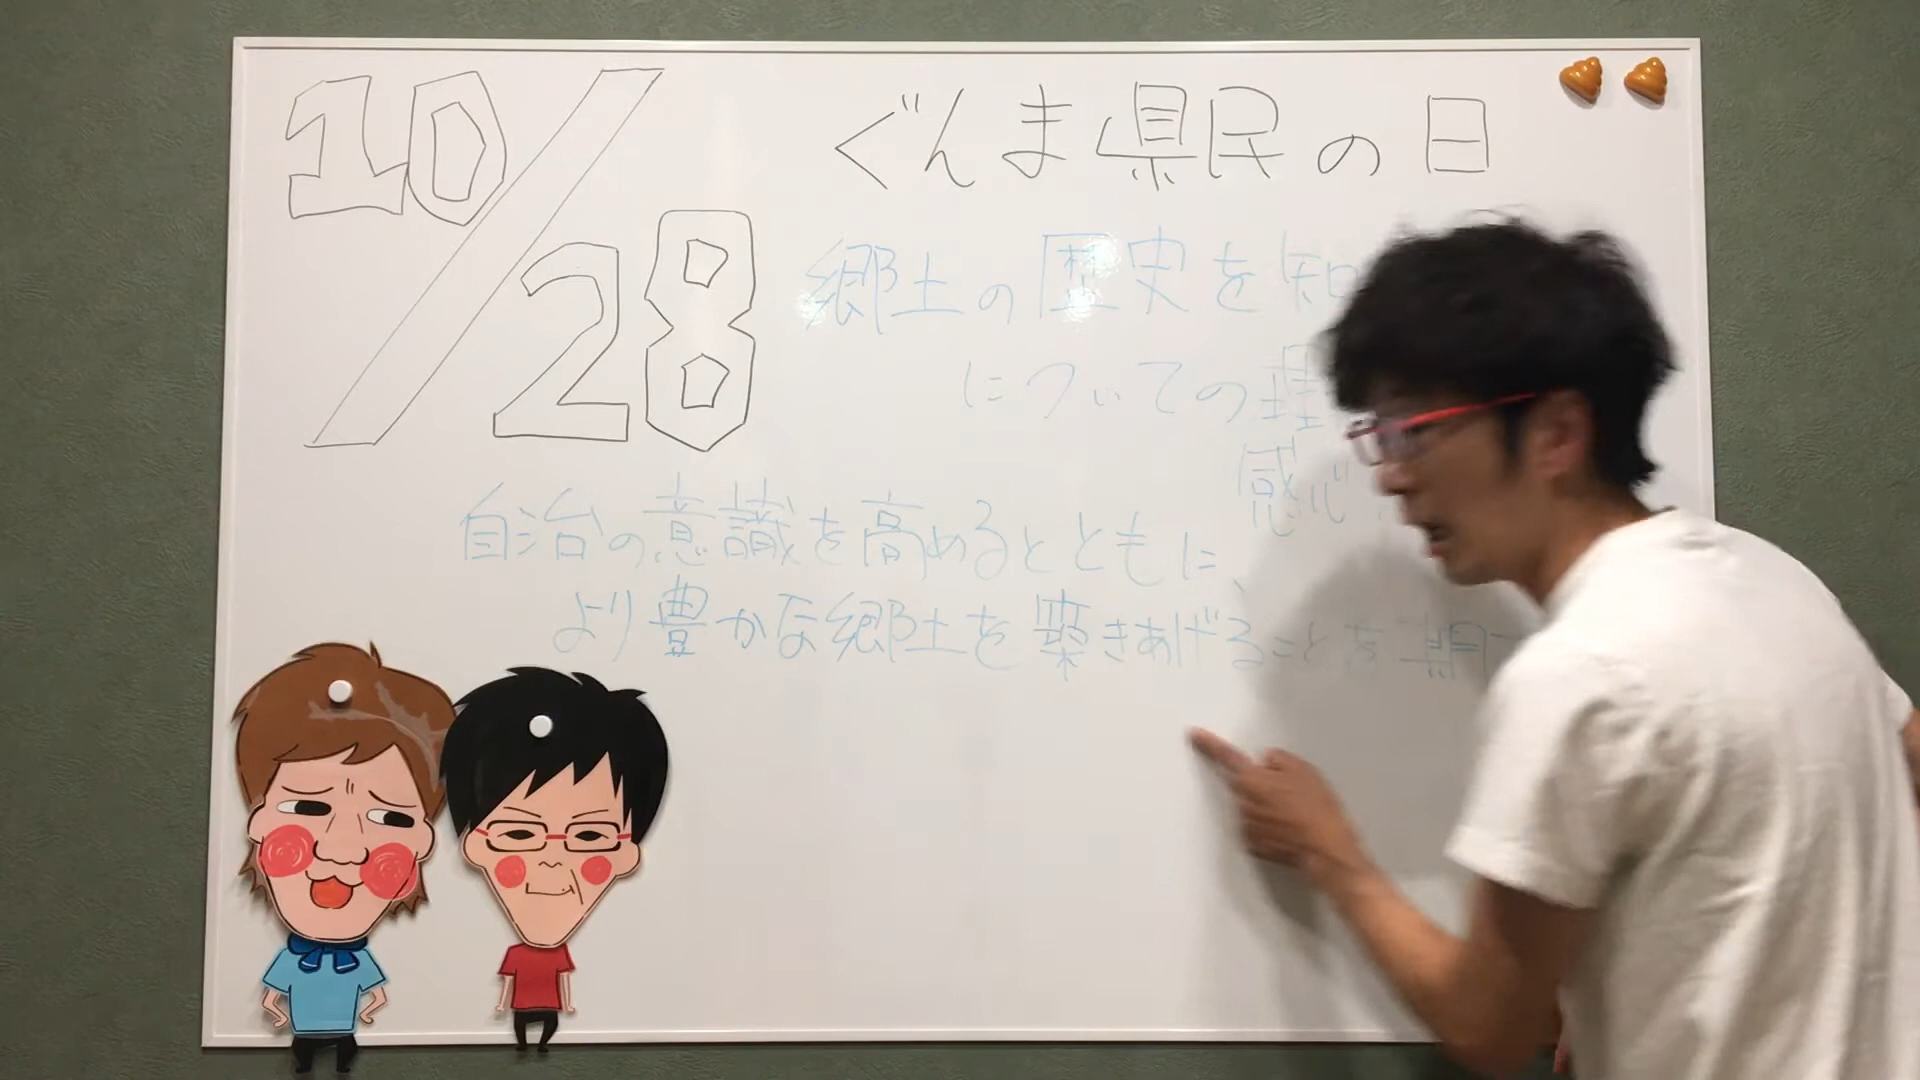 10/28
ぐんま県民の日
郷土の歴史を知
についての理
感心
自治の意識を高めるとともに、
より豊かな郷土を築きあげることを期